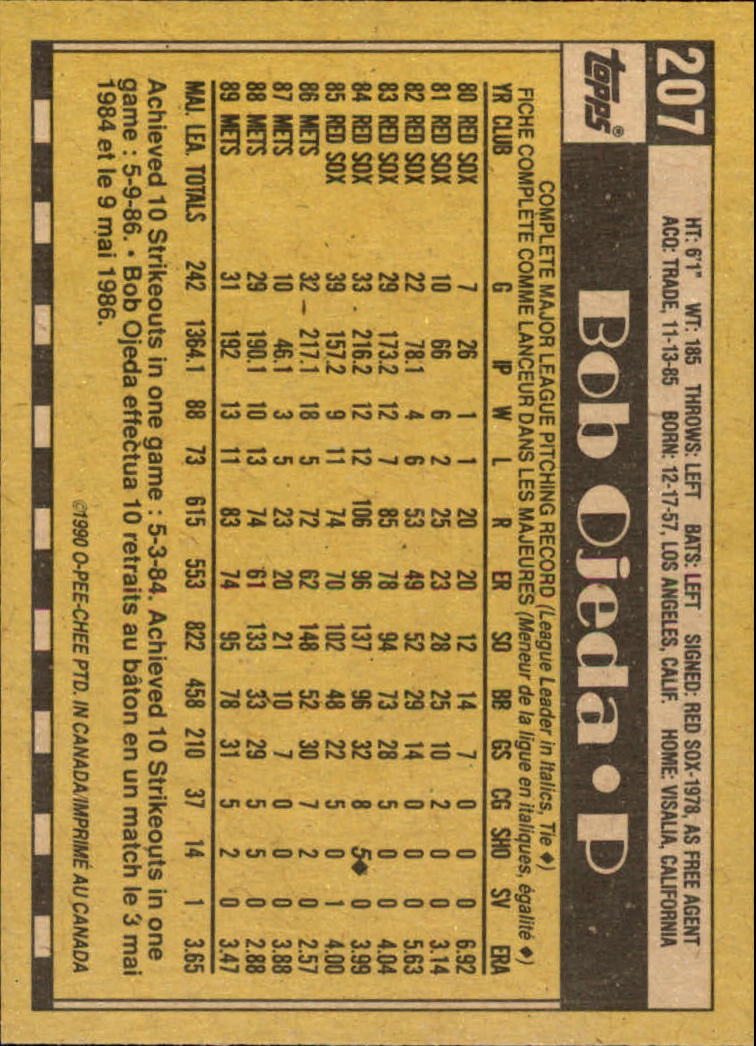 207
HT: 6'1" WT: 185 THROWS: LEFT BATS: LEFT SIGNED: RED SOX-1978, AS FREE AGENT
ACQ: TRADE, 11-13-85 BORN: 12-17-57, LOS ANGELES, CALIF. HOME: VISALIA, CALIFORNIA
topps®
Bob Ojeda • P
COMPLETE MAJOR LEAGUE PITCHING RECORD (League Leader in Italics, Tie ♦)
FICHE COMPLÈTE COMME LANCEUR DANS LES MAJEURES (Meneur de la ligue en italiques, égalité ♦)
YR CLUB G IP W L R ER SO BB GS CG SHO SV ERA
80 RED SOX 7 26 1 1 20 20 12 14 7 0 0 0 6.92
81 RED SOX 10 66 6 2 25 23 28 25 10 2 0 0 3.14
82 RED SOX 22 78.1 4 6 53 49 52 29 14 0 0 0 5.63
83 RED SOX 29 173.2 12 7 85 78 94 73 28 5 0 0 4.04
84 RED SOX 33 216.2 12 12 106 96 137 96 32 8 5♦ 0 3.99
85 RED SOX 39 157.2 9 11 74 70 102 48 22 5 0 1 4.00
86 METS 32 217.1 18 5 72 62 148 52 30 7 2 0 2.57
87 METS 10 46.1 3 5 23 20 21 10 7 0 0 0 3.88
88 METS 29 190.1 10 13 74 61 133 33 29 5 5 0 2.88
89 METS 31 192 13 11 83 74 95 78 31 5 2 0 3.47
MAJ. LEA. TOTALS 242 1364.1 88 73 615 553 822 458 210 37 14 1 3.65
Achieved 10 Strikeouts in one game : 5-3-84. Achieved 10 Strikeouts in one
game : 5-9-86. • Bob Ojeda effectua 10 retraits au bâton en un match le 3 mai
1984 et le 9 mai 1986.
©1990 O-PEE-CHEE PTD. IN CANADA/IMPRIMÉ AU CANADA